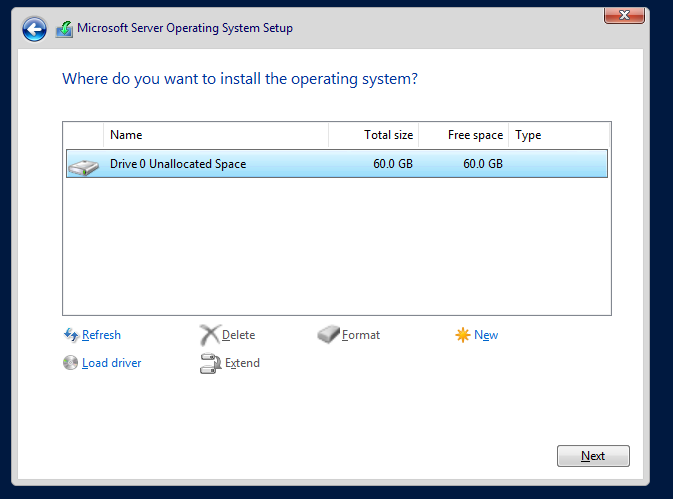 Microsoft Server Operating System Setup
Where do you want to install the operating system?
Name Total size Free space Type
Drive 0 Unallocated Space 60.0 GB 60.0 GB
Refresh Delete Format New
Load driver Extend
Next